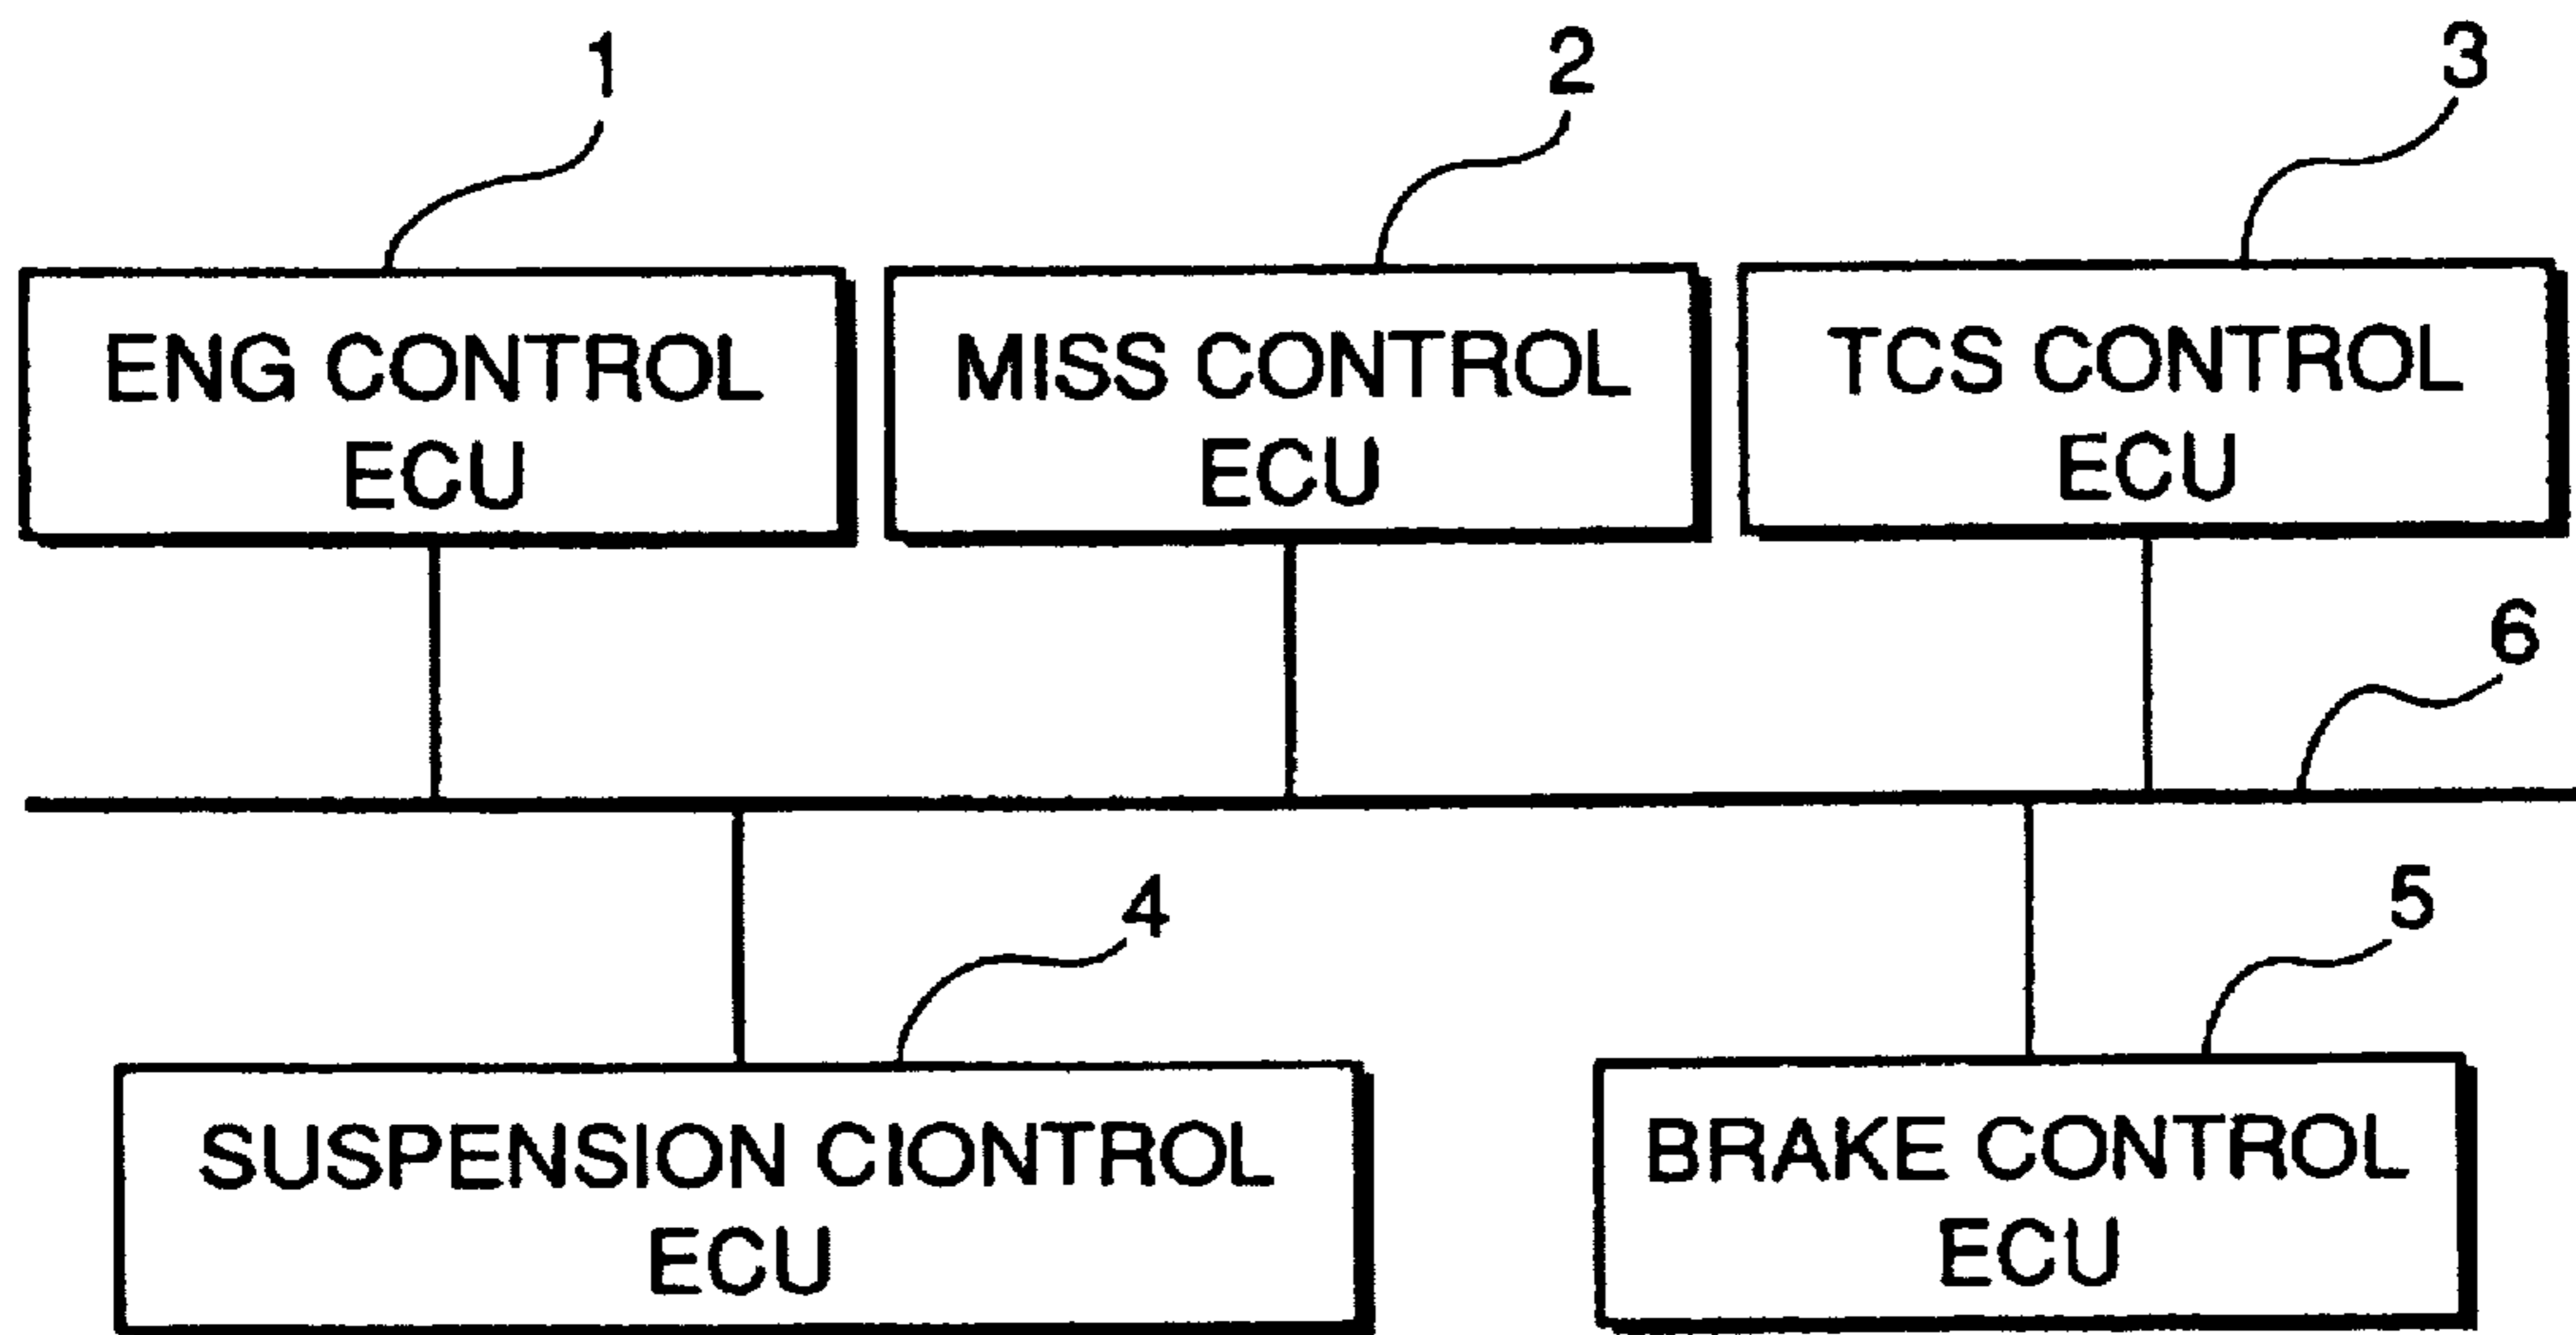 1
2
3
ENG CONTROL
ECU
MISS CONTROL
ECU
TCS CONTROL
ECU
6
4
5
SUSPENSION CIONTROL
ECU
BRAKE CONTROL
ECU